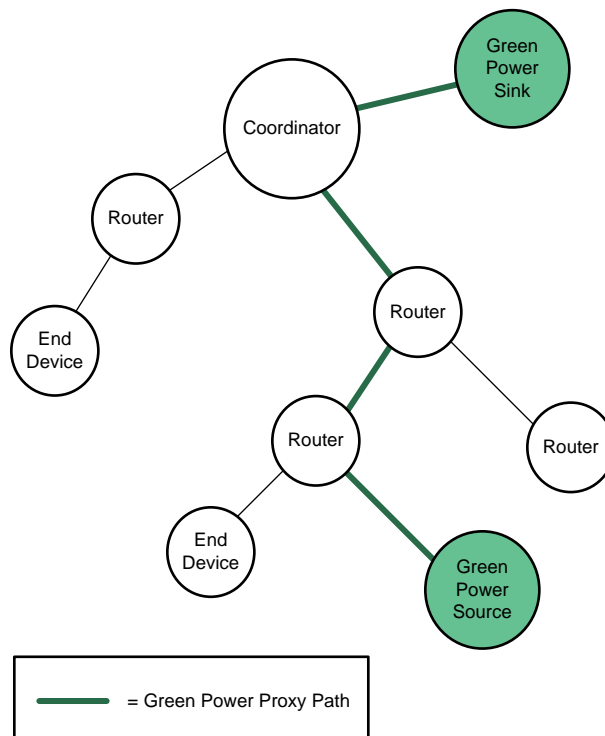 Green
Power
Sink
Coordinator
Router
End
Device
Router
Router
Router
End
Device
Green
Power
Source
= Green Power Proxy Path